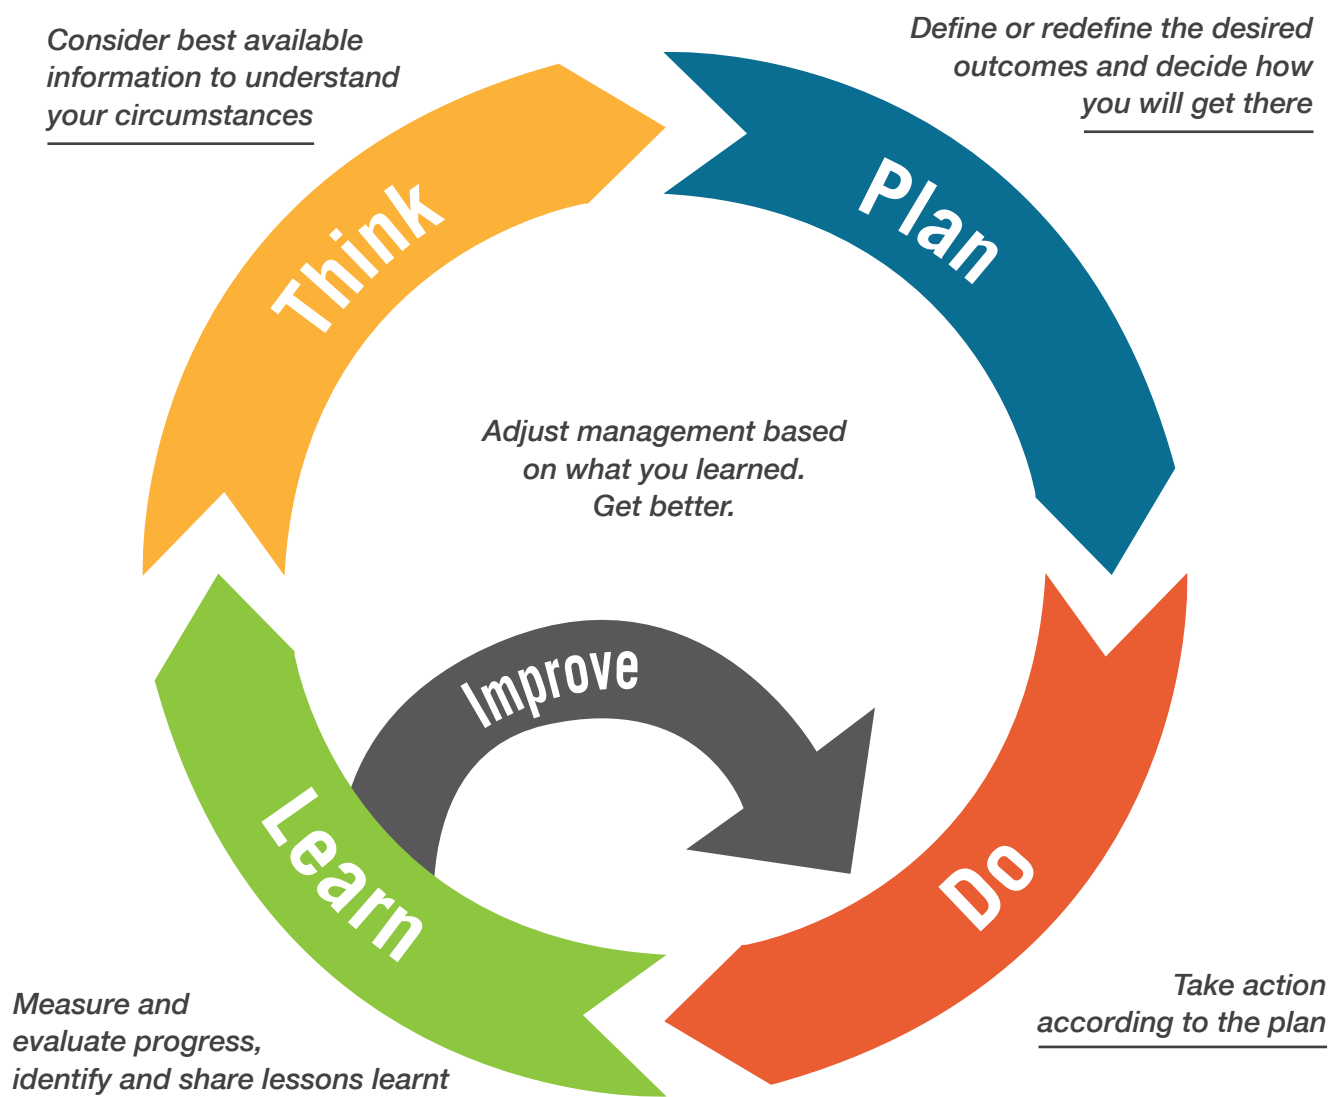 Consider best available
information to understand
your circumstances
Define or redefine the desired
outcomes and decide how
you will get there
Think
Plan
Adjust management based
on what you learned.
Get better.
Improve
Learn
Do
Measure and
evaluate progress,
identify and share lessons learnt
Take action
according to the plan